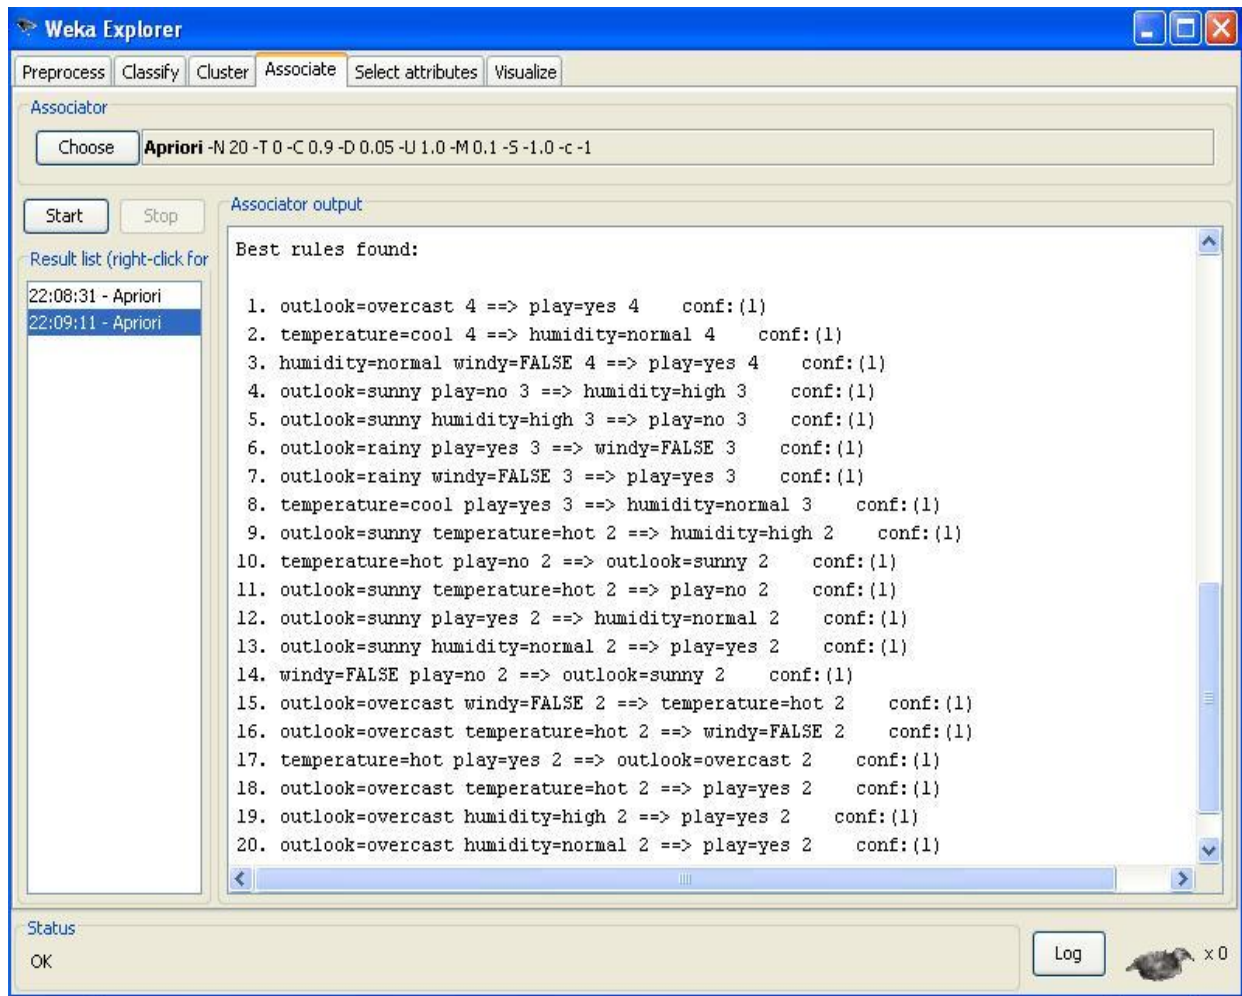 Weka Explorer
Preprocess Classify Cluster Associate Select attributes Visualize
Associator
Choose Apriori -N 20 -T 0 -C 0.9 -D 0.05 -U 1.0 -M 0.1 -S -1.0 -c -1
Start Stop
Result list (right-click for
22:08:31 - Apriori
22:09:11 - Apriori
Associator output
Best rules found:
1. outlook=overcast 4 ==> play=yes 4 conf:(1)
2. temperature=cool 4 ==> humidity=normal 4 conf:(1)
3. humidity=normal windy=FALSE 4 ==> play=yes 4 conf:(1)
4. outlook=sunny play=no 3 ==> humidity=high 3 conf:(1)
5. outlook=sunny humidity=high 3 ==> play=no 3 conf:(1)
6. outlook=rainy play=yes 3 ==> windy=FALSE 3 conf:(1)
7. outlook=rainy windy=FALSE 3 ==> play=yes 3 conf:(1)
8. temperature=cool play=yes 3 ==> humidity=normal 3 conf:(1)
9. outlook=sunny temperature=hot 2 ==> humidity=high 2 conf:(1)
10. temperature=hot play=no 2 ==> outlook=sunny 2 conf:(1)
11. outlook=sunny temperature=hot 2 ==> play=no 2 conf:(1)
12. outlook=sunny play=yes 2 ==> humidity=normal 2 conf:(1)
13. outlook=sunny humidity=normal 2 ==> play=yes 2 conf:(1)
14. windy=FALSE play=no 2 ==> outlook=sunny 2 conf:(1)
15. outlook=overcast windy=FALSE 2 ==> temperature=hot 2 conf:(1)
16. outlook=overcast temperature=hot 2 ==> windy=FALSE 2 conf:(1)
17. temperature=hot play=yes 2 ==> outlook=overcast 2 conf:(1)
18. outlook=overcast temperature=hot 2 ==> play=yes 2 conf:(1)
19. outlook=overcast humidity=high 2 ==> play=yes 2 conf:(1)
20. outlook=overcast humidity=normal 2 ==> play=yes 2 conf:(1)
Status
OK
Log x 0